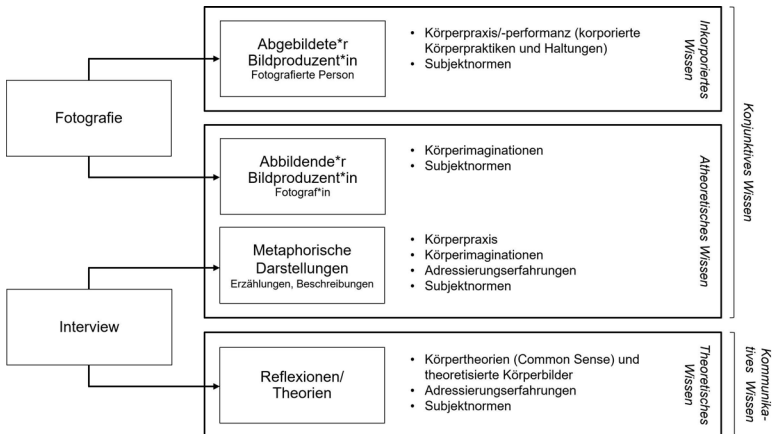 Fotografie
Abgebildete*r
Bildproduzent*in
Fotografierte Person
• Körperpraxis/-performanz (korporierte
Körperpraktiken und Haltungen)
• Subjektnormen
Inkorporiertes
Wissen
Abbildende*r
Bildproduzent*in
Fotograf*in
• Körperimaginationen
• Subjektnormen
Metaphorische
Darstellungen
Erzählungen, Beschreibungen
• Körperpraxis
• Körperimaginationen
• Adressierungserfahrungen
• Subjektnormen
Atheoretisches Wissen
Konjunktives Wissen
Interview
Reflexionen/
Theorien
• Körpertheorien (Common Sense) und
theoretisierte Körperbilder
• Adressierungserfahrungen
• Subjektnormen
Theoretisches
Wissen
Kommunika-
tives Wissen